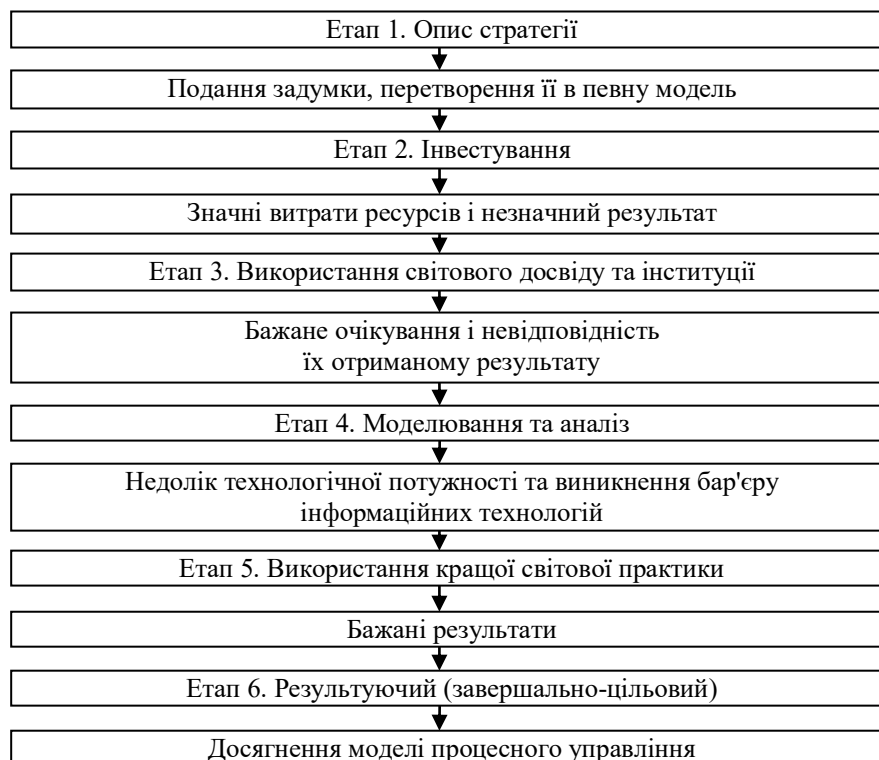 Етап 1. Опис стратегії
Подання задумки, перетворення її в певну модель
Етап 2. Інвестування
Значні витрати ресурсів і незначний результат
Етап 3. Використання світового досвіду та інституції
Бажане очікування і невідповідність
їх отриманому результату
Етап 4. Моделювання та аналіз
Недолік технологічної потужності та виникнення бар'єру
інформаційних технологій
Етап 5. Використання кращої світової практики
Бажані результати
Етап 6. Результуючий (завершально-цільовий)
Досягнення моделі процесного управління